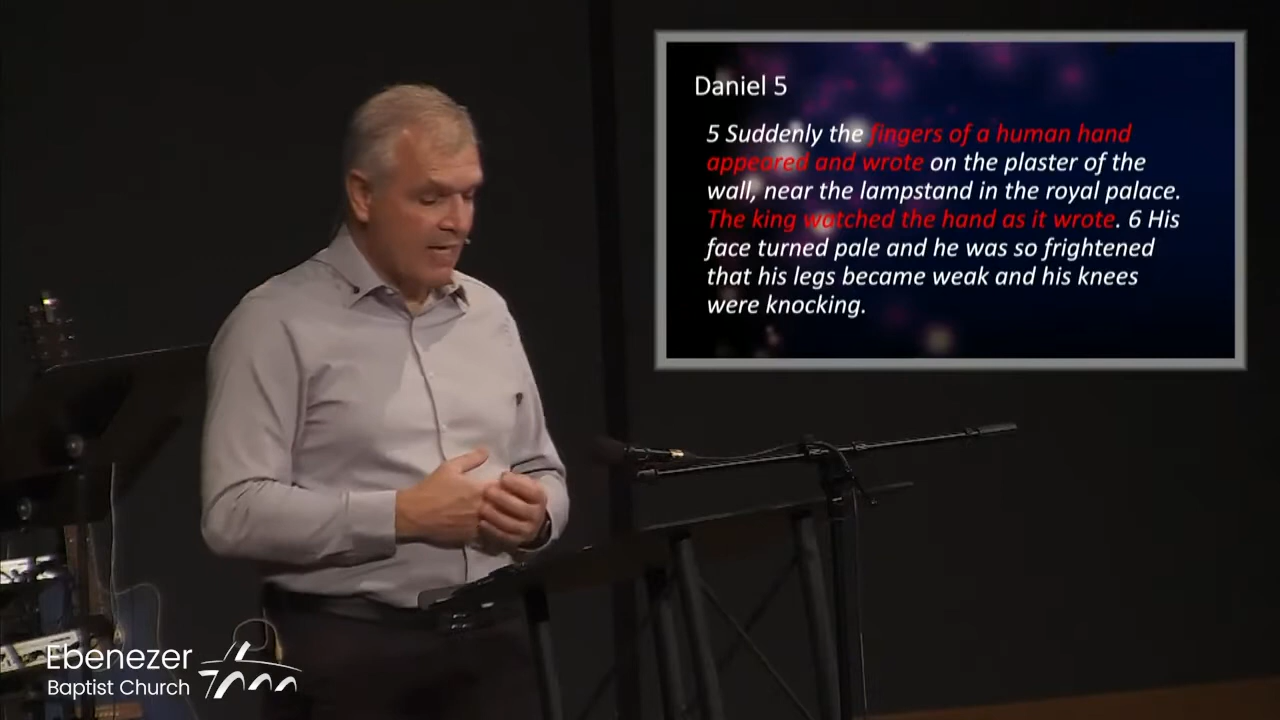 Daniel 5
5 Suddenly the fingers of a human hand
appeared and wrote on the plaster of the
wall, near the lampstand in the royal palace.
The king watched the hand as it wrote. 6 His
face turned pale and he was so frightened
that his legs became weak and his knees
were knocking.
Ebenezer
Baptist Church